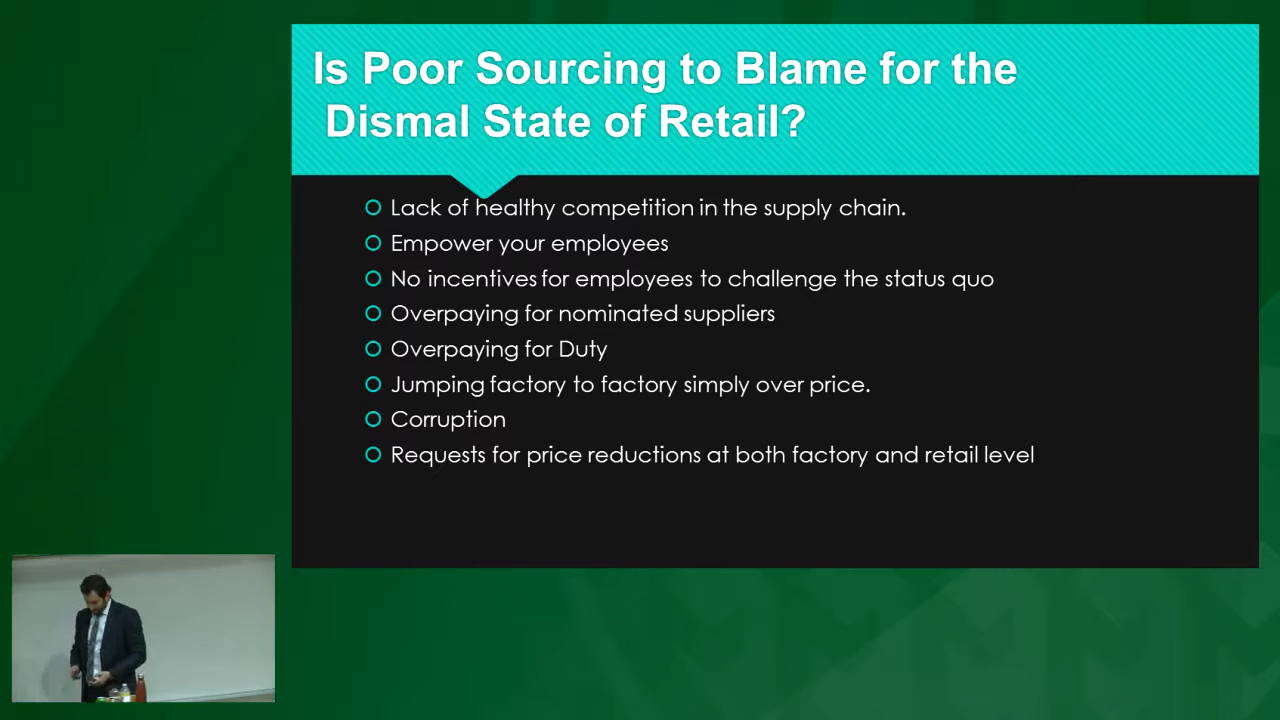 Is Poor Sourcing to Blame for the
Dismal State of Retail?
Lack of healthy competition in the supply chain.
Empower your employees
No incentives for employees to challenge the status quo
Overpaying for nominated suppliers
Overpaying for Duty
Jumping factory to factory simply over price.
Corruption
Requests for price reductions at both factory and retail level